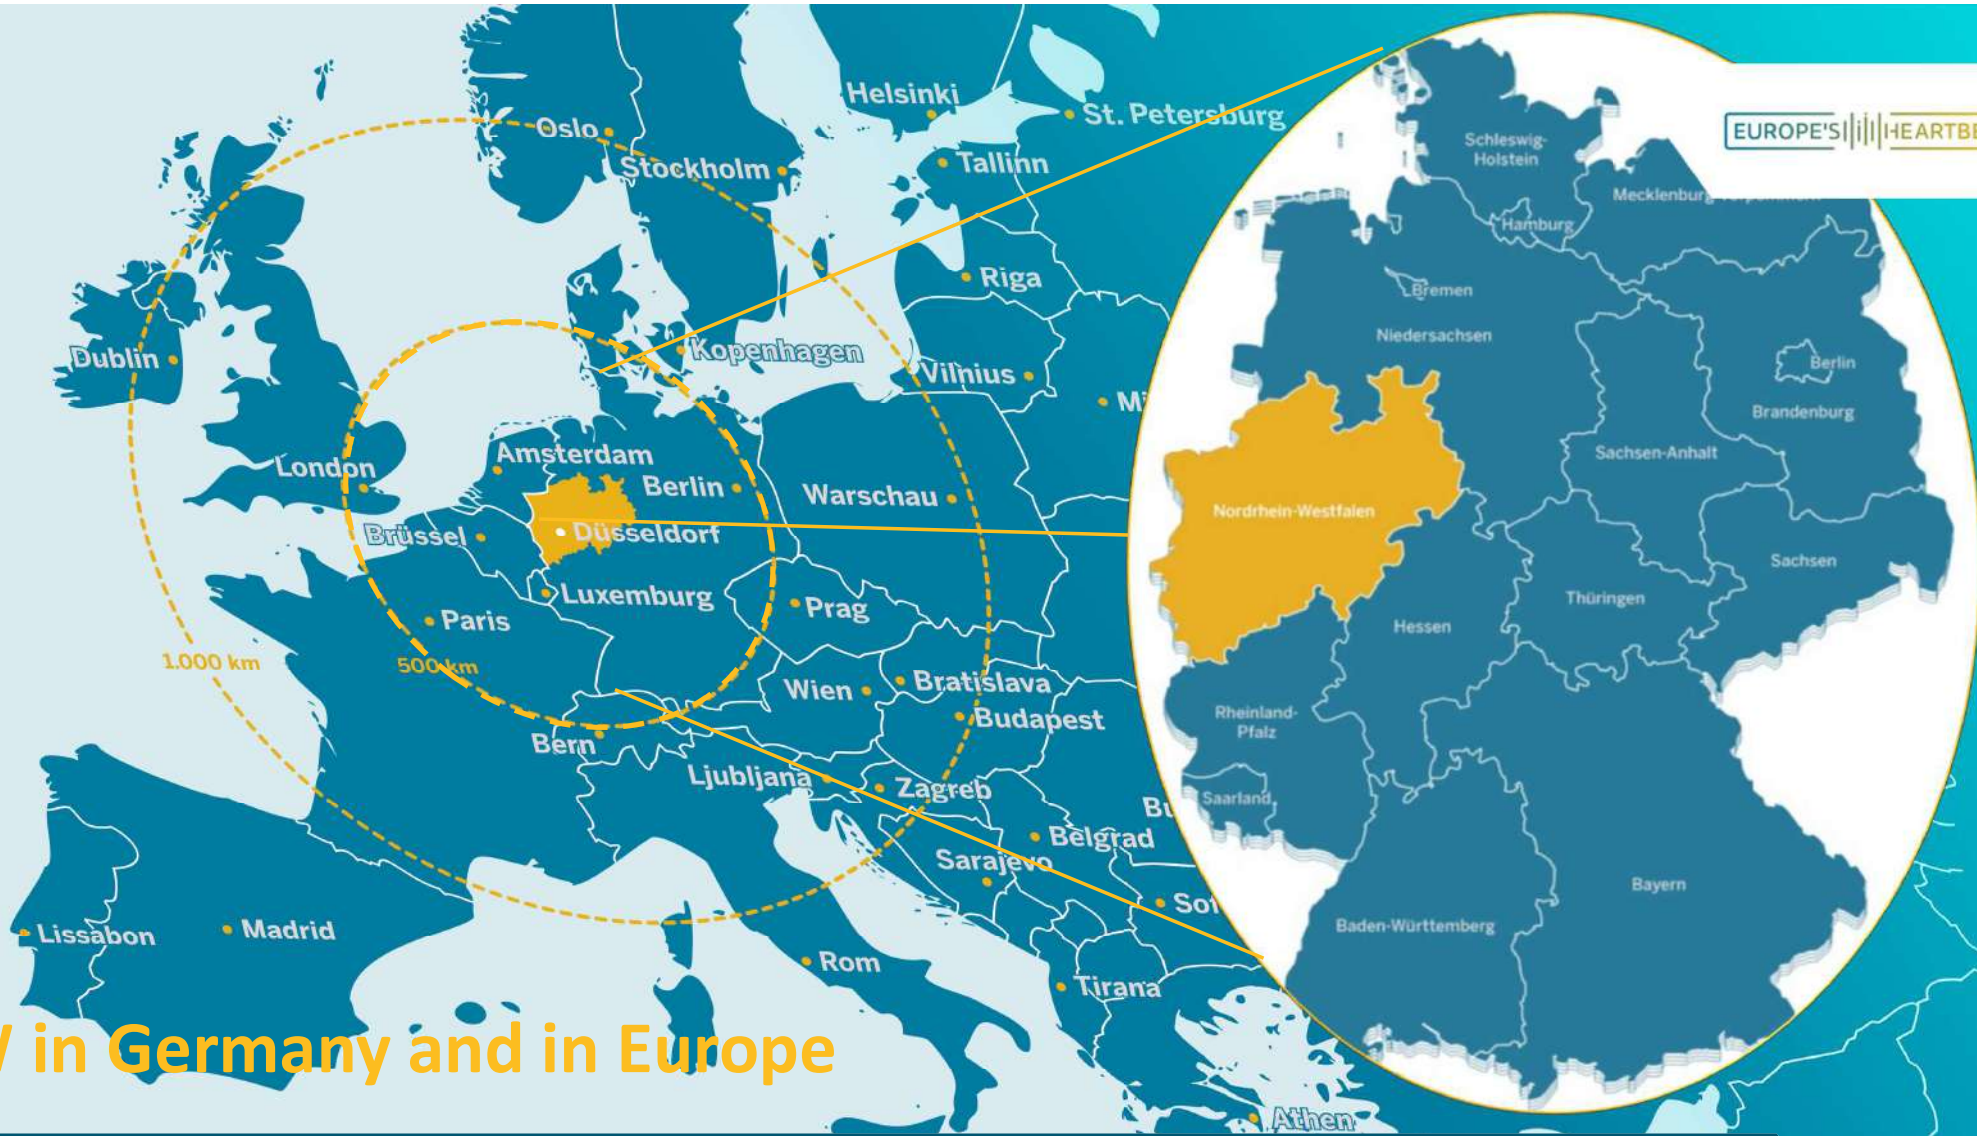 Helsinki
St. Petersburg
Oslo
Stockholm
Tallinn
Riga
Dublin
Kopenhagen
Vilnius
London
Amsterdam
Berlin
Warschau
Brüssel
Düsseldorf
Luxemburg
Prag
Paris
1.000 km
500 km
Wien
Bratislava
Budapest
Bern
Ljubljana
Zagreb
Belgrad
Sarajevo
Lissabon
Madrid
Rom
Tirana
Athen
in Germany and in Europe
EUROPE'S HEARTBE
Schleswig-
Holstein
Mecklenburg
Hamburg
Bremen
Niedersachsen
Berlin
Brandenburg
Sachsen-Anhalt
Nordrhein-Westfalen
Sachsen
Thüringen
Hessen
Rheinland-
Pfalz
Saarland
Bayern
Baden-Württemberg